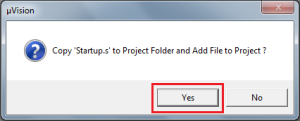 µVision
Copy 'Startup.s' to Project Folder and Add File to Project ?
Yes
No